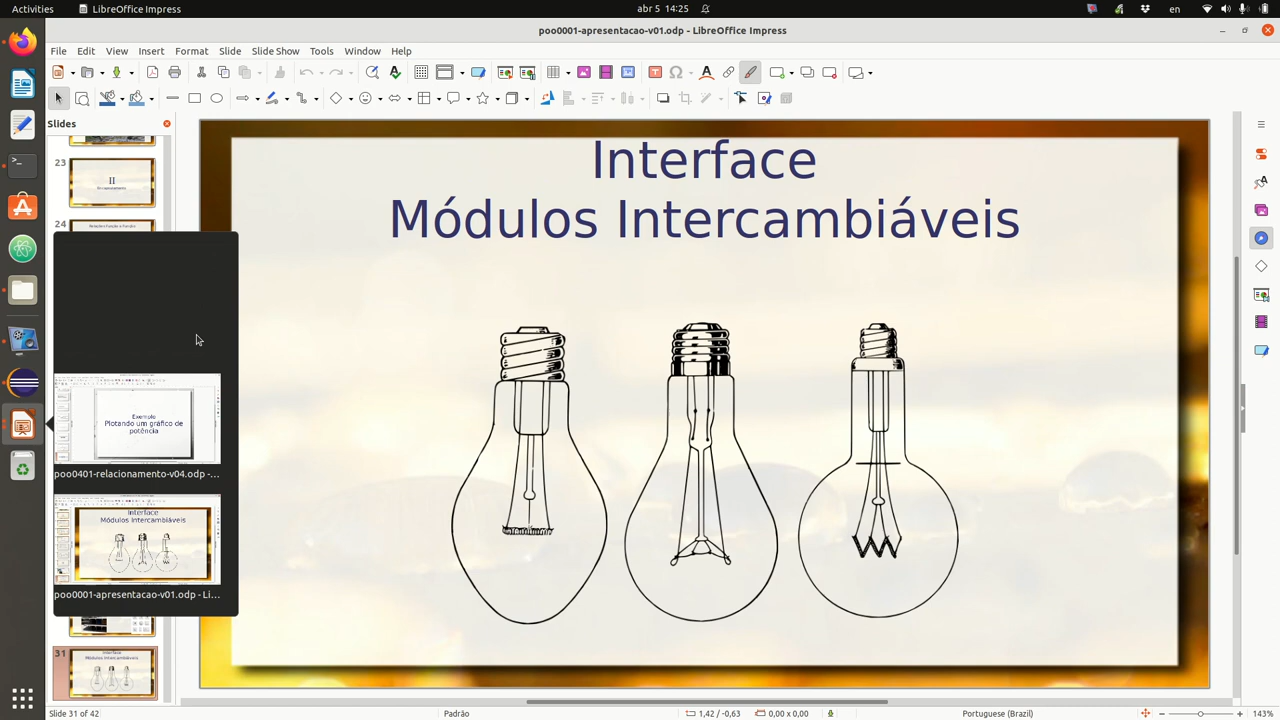 Activities
LibreOffice Impress
abr 5 14:25
en
poo0001-apresentacao-v01.odp - LibreOffice Impress
File Edit View Insert Format Slide Slide Show Tools Window Help
Slides
23
II
24
Relações Função a Função
Interface
Módulos Intercambiáveis
Exemplo
Plotando um gráfico de
potência
poo0401-relacionamento-v04.odp -...
Interface
Módulos Intercambiáveis
poo0001-apresentacao-v01.odp - Li...
31
Interface
Módulos Intercambiáveis
Slide 31 of 42
Padrão
1,42 / -0,63
0,00 x 0,00
Portuguese (Brazil)
143%